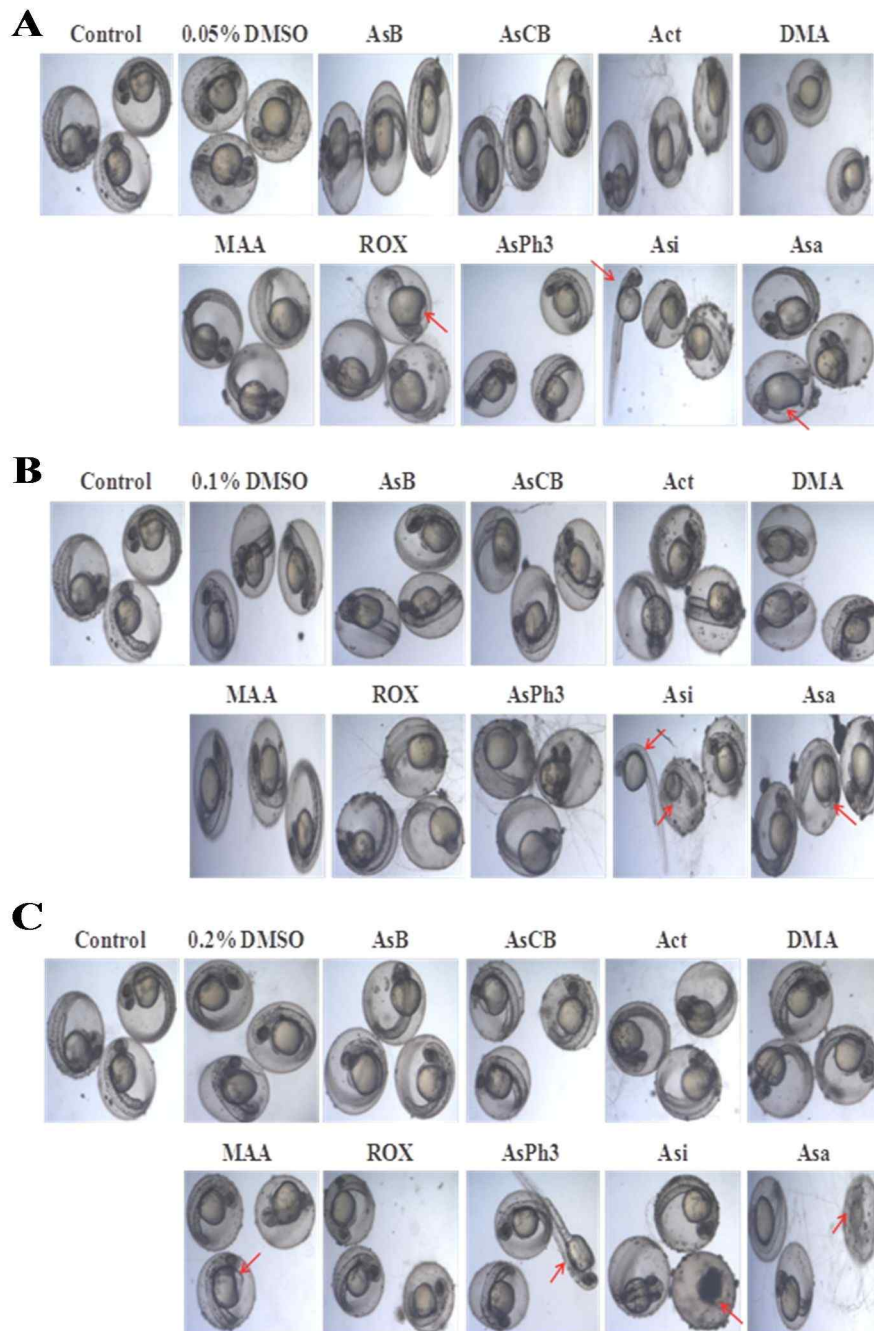 A
Control 0.05% DMSO AsB AsCB Act DMA
MAA ROX AsPh3 Asi Asa
B
Control 0.1% DMSO AsB AsCB Act DMA
MAA ROX AsPh3 Asi Asa
C
Control 0.2% DMSO AsB AsCB Act DMA
MAA ROX AsPh3 Asi Asa